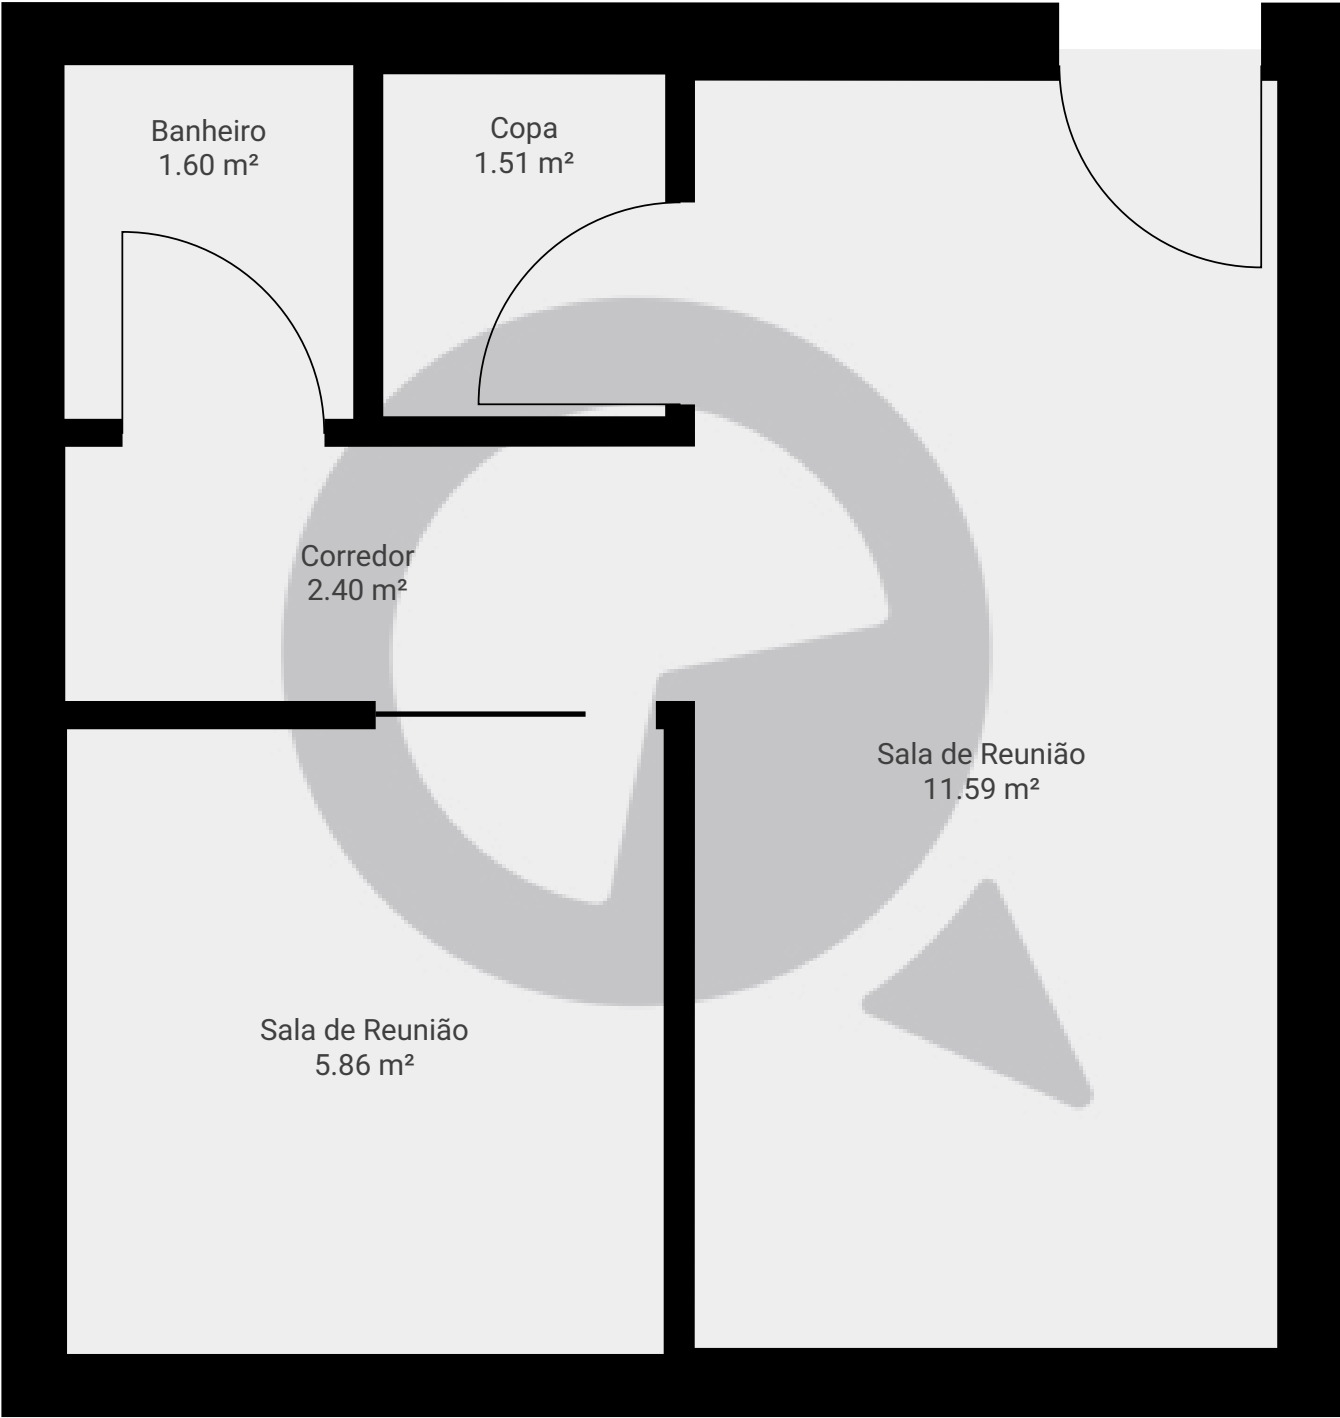 Banheiro
1.60 m²
Copa
1.51 m²
Corredor
2.40 m²
Sala de Reunião
11.59 m²
Sala de Reunião
5.86 m²